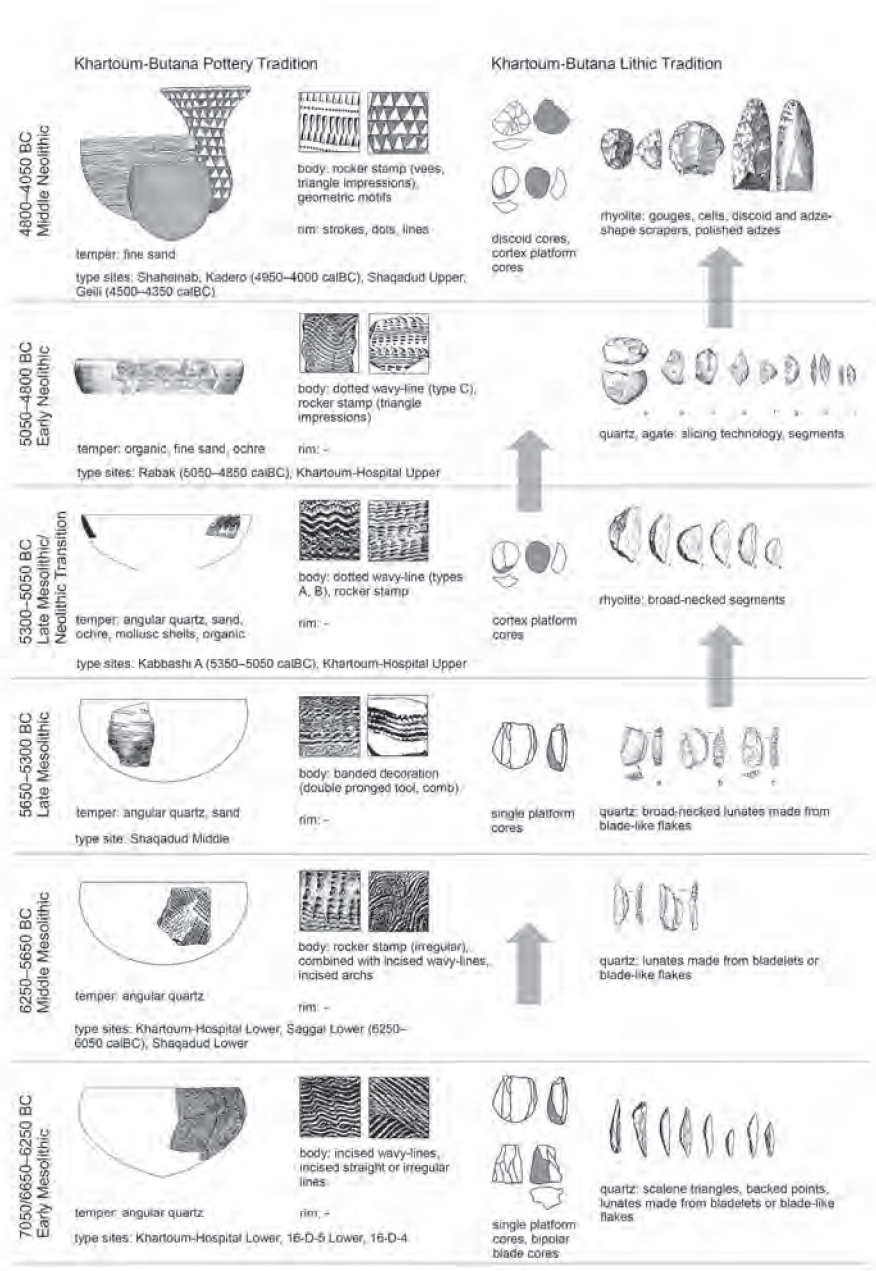 Khartoum-Butana Pottery Tradition
Khartoum-Butana Lithic Tradition
4800–4050 BC
Middle Neolithic
body: rocker stamp (vees,
triangle impressions),
geometric motifs
rim: strokes, dots, lines
temper: fine sand
type sites: Shaheinab, Kadero (4950–4000 calBC), Shaqadud Upper,
Geili (4500–4350 calBC)
discoid cores,
cortex platform
cores
rhyolite: gouges, celts, discoid and adze-
shape scrapers, polished adzes
5050–4800 BC
Early Neolithic
body: dotted wavy-line (type C),
rocker stamp (triangle
impressions)
temper: organic, fine sand, ochre
rim: -
type sites: Rabak (5050–4850 calBC), Khartoum-Hospital Upper
quartz, agate: slicing technology, segments
5300–5050 BC
Late Mesolithic/
Neolithic Transition
body: dotted wavy-line (types
A, B), rocker stamp
temper: angular quartz, sand,
ochre, mollusc shells, organic
rim: -
type sites: Kabbashi A (5350–5050 calBC), Khartoum-Hospital Upper
cortex platform
cores
rhyolite: broad-necked segments
5650–5300 BC
Late Mesolithic
body: banded decoration
(double pronged tool, comb)
temper: angular quartz, sand
rim: -
type site: Shaqadud Middle
single platform
cores
a b c
quartz: broad-necked lunates made from
blade-like flakes
6250–5650 BC
Middle Mesolithic
body: rocker stamp (irregular),
combined with incised wavy-lines,
incised archs
temper: angular quartz
rim: -
type sites: Khartoum-Hospital Lower, Saggai Lower (6250–
6050 calBC), Shaqadud Lower
quartz: lunates made from bladelets or
blade-like flakes
7050/6650–6250 BC
Early Mesolithic
body: incised wavy-lines,
incised straight or irregular
lines
temper: angular quartz
rim: -
type sites: Khartoum-Hospital Lower, 16-D-5 Lower, 16-D-4
single platform
cores, bipolar
blade cores
quartz: scalene triangles, backed points,
lunates made from bladelets or blade-like
flakes